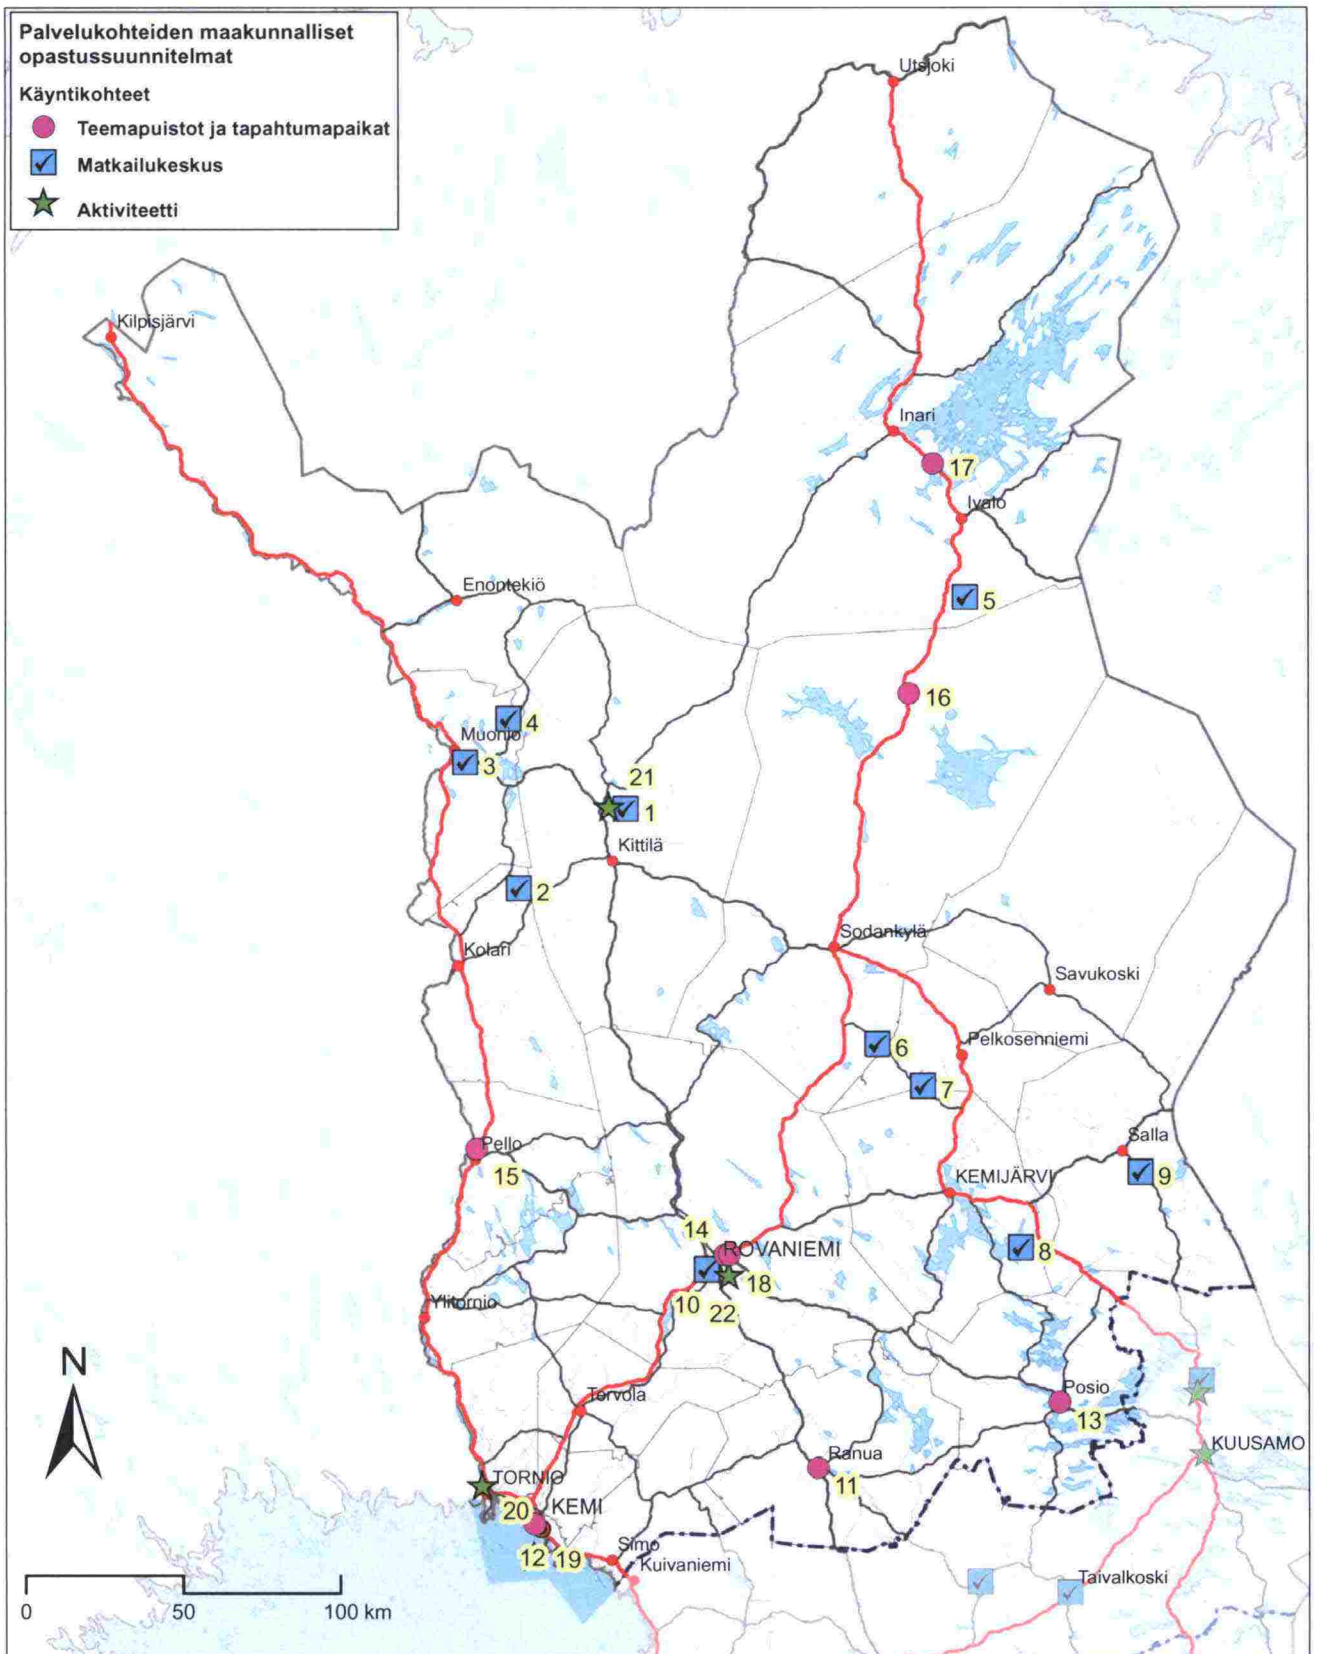 Palvelukohteiden maakunnalliset
opastussuunnitelmat
Käyntikohteet
Teemapuistot ja tapahtumapaikat
Matkailukeskus
Aktiviteetti
Utsjoki
Kilpisjärvi
Inari
17
Ivalo
Enontekiö
5
16
4
Muonio
3
21
1
Kittilä
2
Sodankylä
Kolari
Savukoski
6
Pelkosenniemi
7
Pello
Salla
15
9
KEMIJÄRVI
14
ROVANIEMI
8
18
10
22
Ylitornio
N
Tervola
Posio
13
Ranua
KUUSAMO
11
TORNIO
20
KEMI
12
19
Simo
Kuivaniemi
Taivalkoski
0 50 100 km